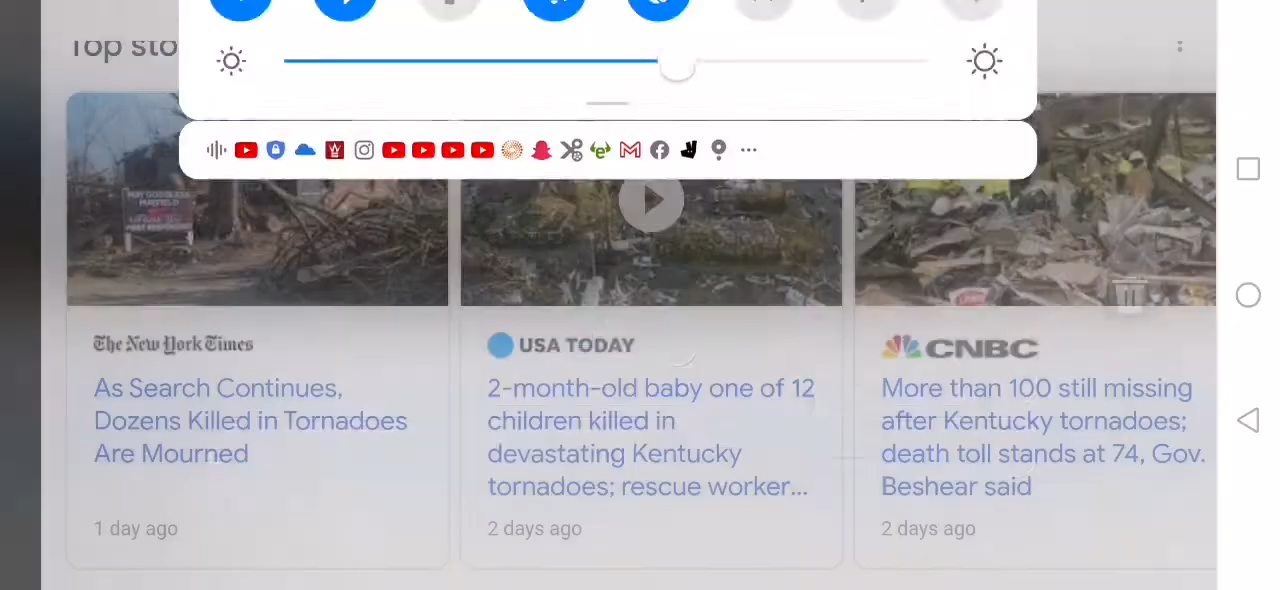 Top sto
The New York Times
As Search Continues,
Dozens Killed in Tornadoes
Are Mourned
1 day ago
USA TODAY
2-month-old baby one of 12
children killed in
devastating Kentucky
tornadoes; rescue worker...
2 days ago
CNBC
More than 100 still missing
after Kentucky tornadoes;
death toll stands at 74, Gov.
Beshear said
2 days ago